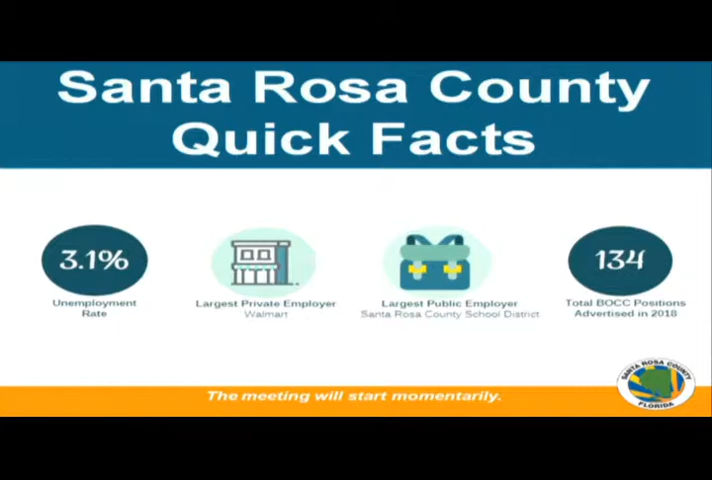 Santa Rosa County
Quick Facts
3.1%
Unemployment
Rate
Largest Private Employer
Walmart
Largest Public Employer
Santa Rosa County School District
134
Total BOCC Positions
Advertised in 2018
SANTA ROSA COUNTY
FLORIDA
The meeting will start momentarily.